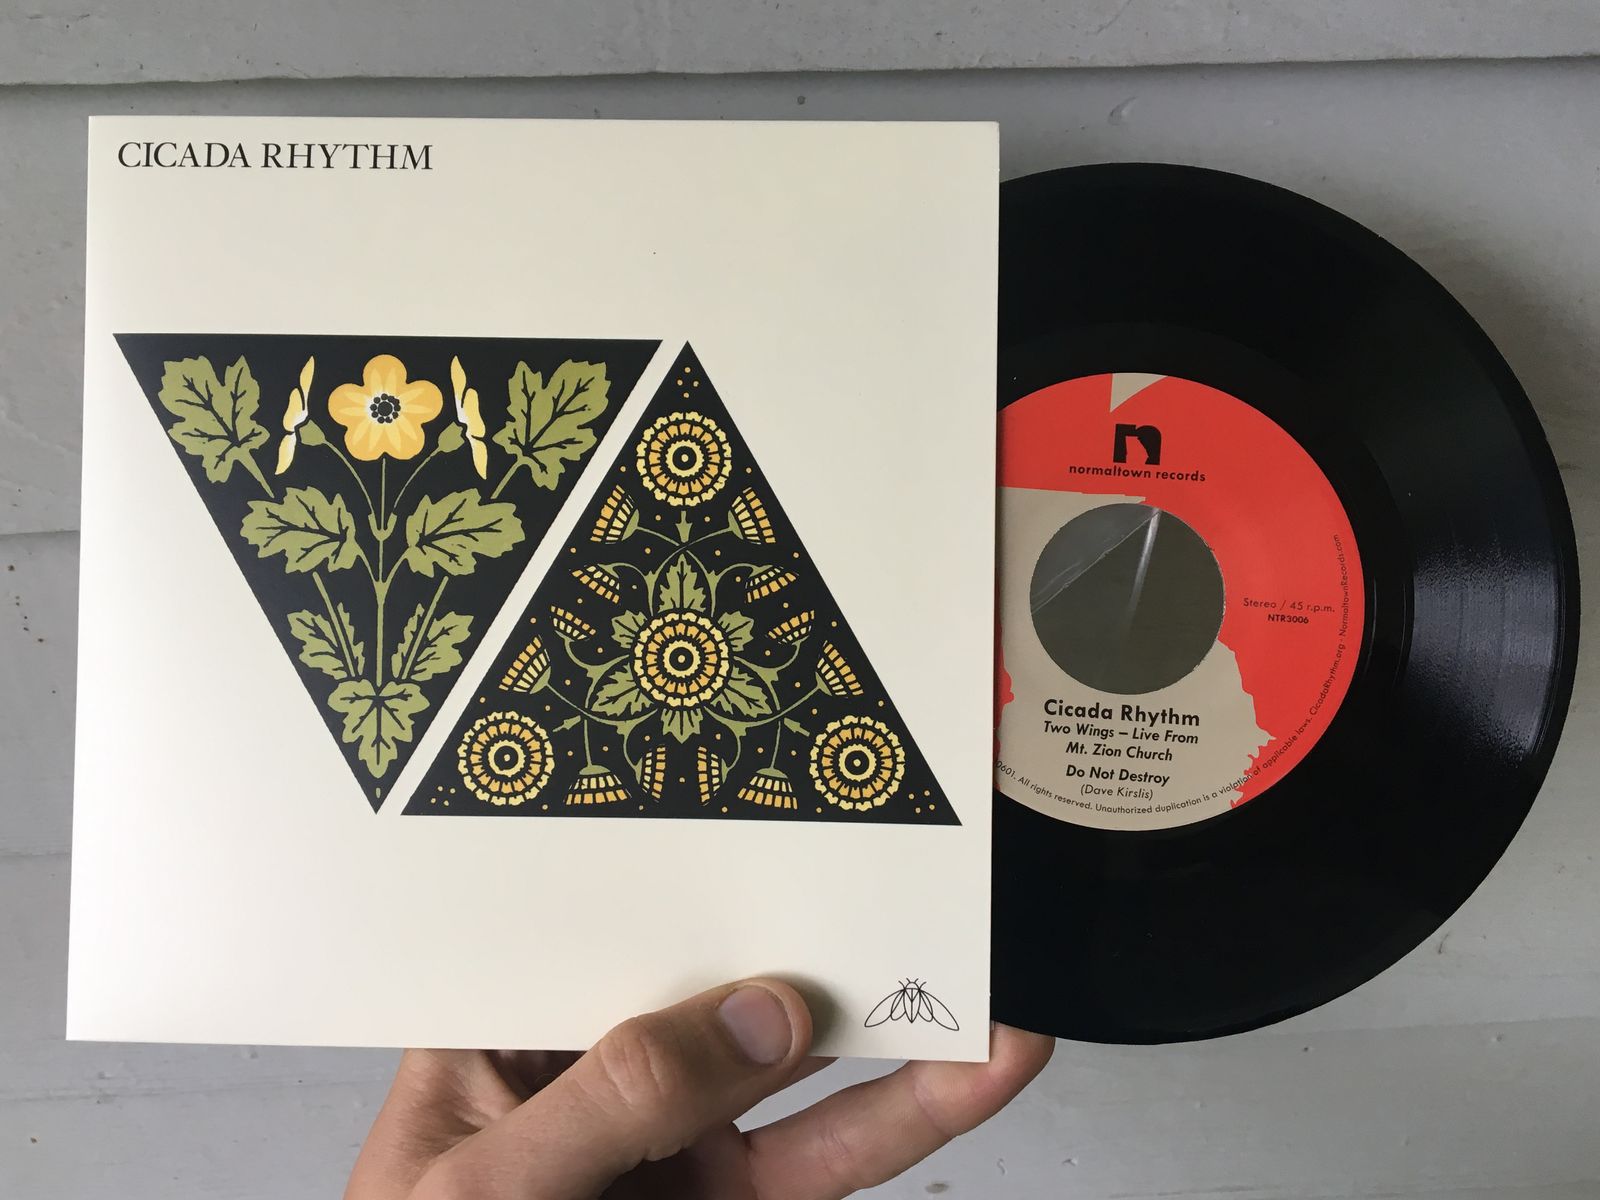 CICADA RHYTHM
n
normaltown records
Stereo / 45 r.p.m.
NTR3006
Cicada Rhythm
Two Wings – Live From
Mt. Zion Church
Do Not Destroy
(Dave Kirslis)
0601. All rights reserved. Unauthorized duplication is a violation of applicable laws. CicadaRhythm.org · NormaltownRecords.com